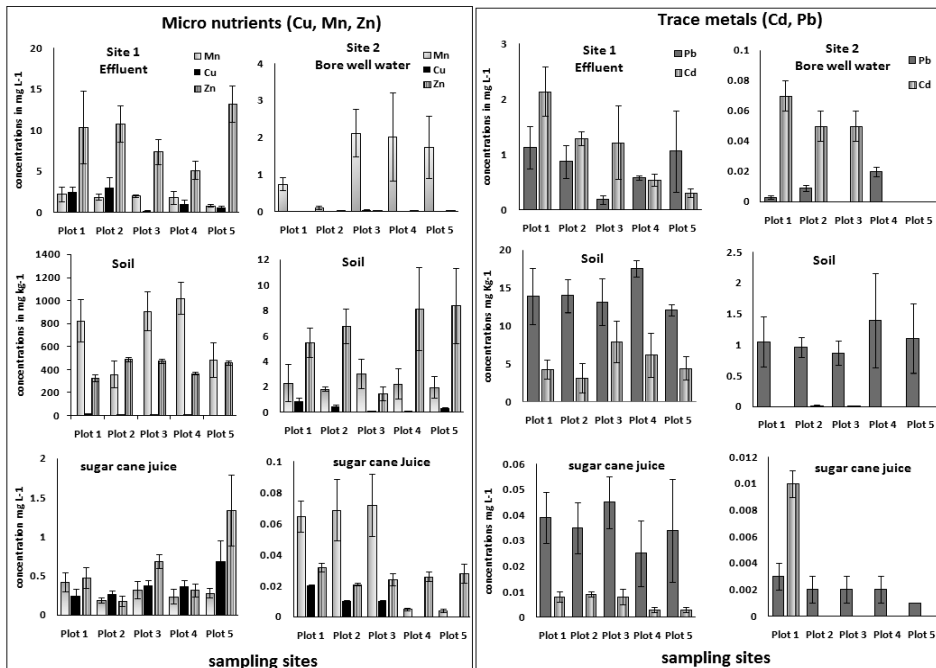 Micro nutrients (Cu, Mn, Zn)
Site 1
Effluent
Mn
Cu
Zn
concentrations in mg L-1
20
15
10
5
0
Plot 1 Plot 2 Plot 3 Plot 4 Plot 5
Site 2
Bore well water
Mn
Cu
Zn
4
3
2
1
0
Plot 1 Plot 2 Plot 3 Plot 4 Plot 5
Soil
concentrations in mg kg-1
1400
1200
1000
800
600
400
200
0
Plot 1 Plot 2 Plot 3 Plot 4 Plot 5
Soil
12
10
8
6
4
2
0
Plot 1 Plot 2 Plot 3 Plot 4 Plot 5
sugar cane juice
concentration mg L-1
2
1.5
1
0.5
0
Plot 1 Plot 2 Plot 3 Plot 4 Plot 5
sugar cane Juice
0.1
0.08
0.06
0.04
0.02
0
Plot 1 Plot 2 Plot 3 Plot 4 Plot 5
sampling sites
Trace metals (Cd, Pb)
Site 1
Effluent
Pb
Cd
concentrations in mg L-1
3
2
1
0
Plot 1 Plot 2 Plot 3 Plot 4 Plot 5
Site 2
Bore well water
Pb
Cd
0.1
0.08
0.06
0.04
0.02
0
Plot 1 Plot 2 Plot 3 Plot 4 Plot 5
Soil
concentrations mg Kg-1
20
15
10
5
0
Plot 1 Plot 2 Plot 3 Plot 4 Plot 5
Soil
2.5
2
1.5
1
0.5
0
Plot 1 Plot 2 Plot 3 Plot 4 Plot 5
sugar cane juice
concentrations mg L-1
0.06
0.05
0.04
0.03
0.02
0.01
0
Plot 1 Plot 2 Plot 3 Plot 4 Plot 5
sugar cane juice
0.012
0.01
0.008
0.006
0.004
0.002
0
Plot 1 Plot 2 Plot 3 Plot 4 Plot 5
sampling sites